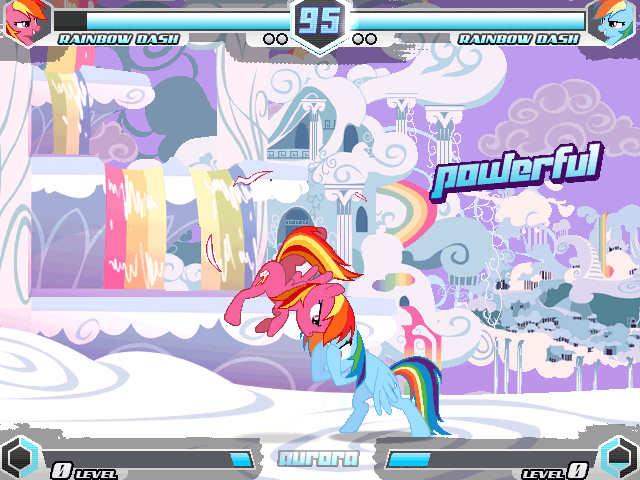 95
RAINBOW DASH
RAINBOW DASH
powerful
0 LEVEL
aurora
LEVEL 0